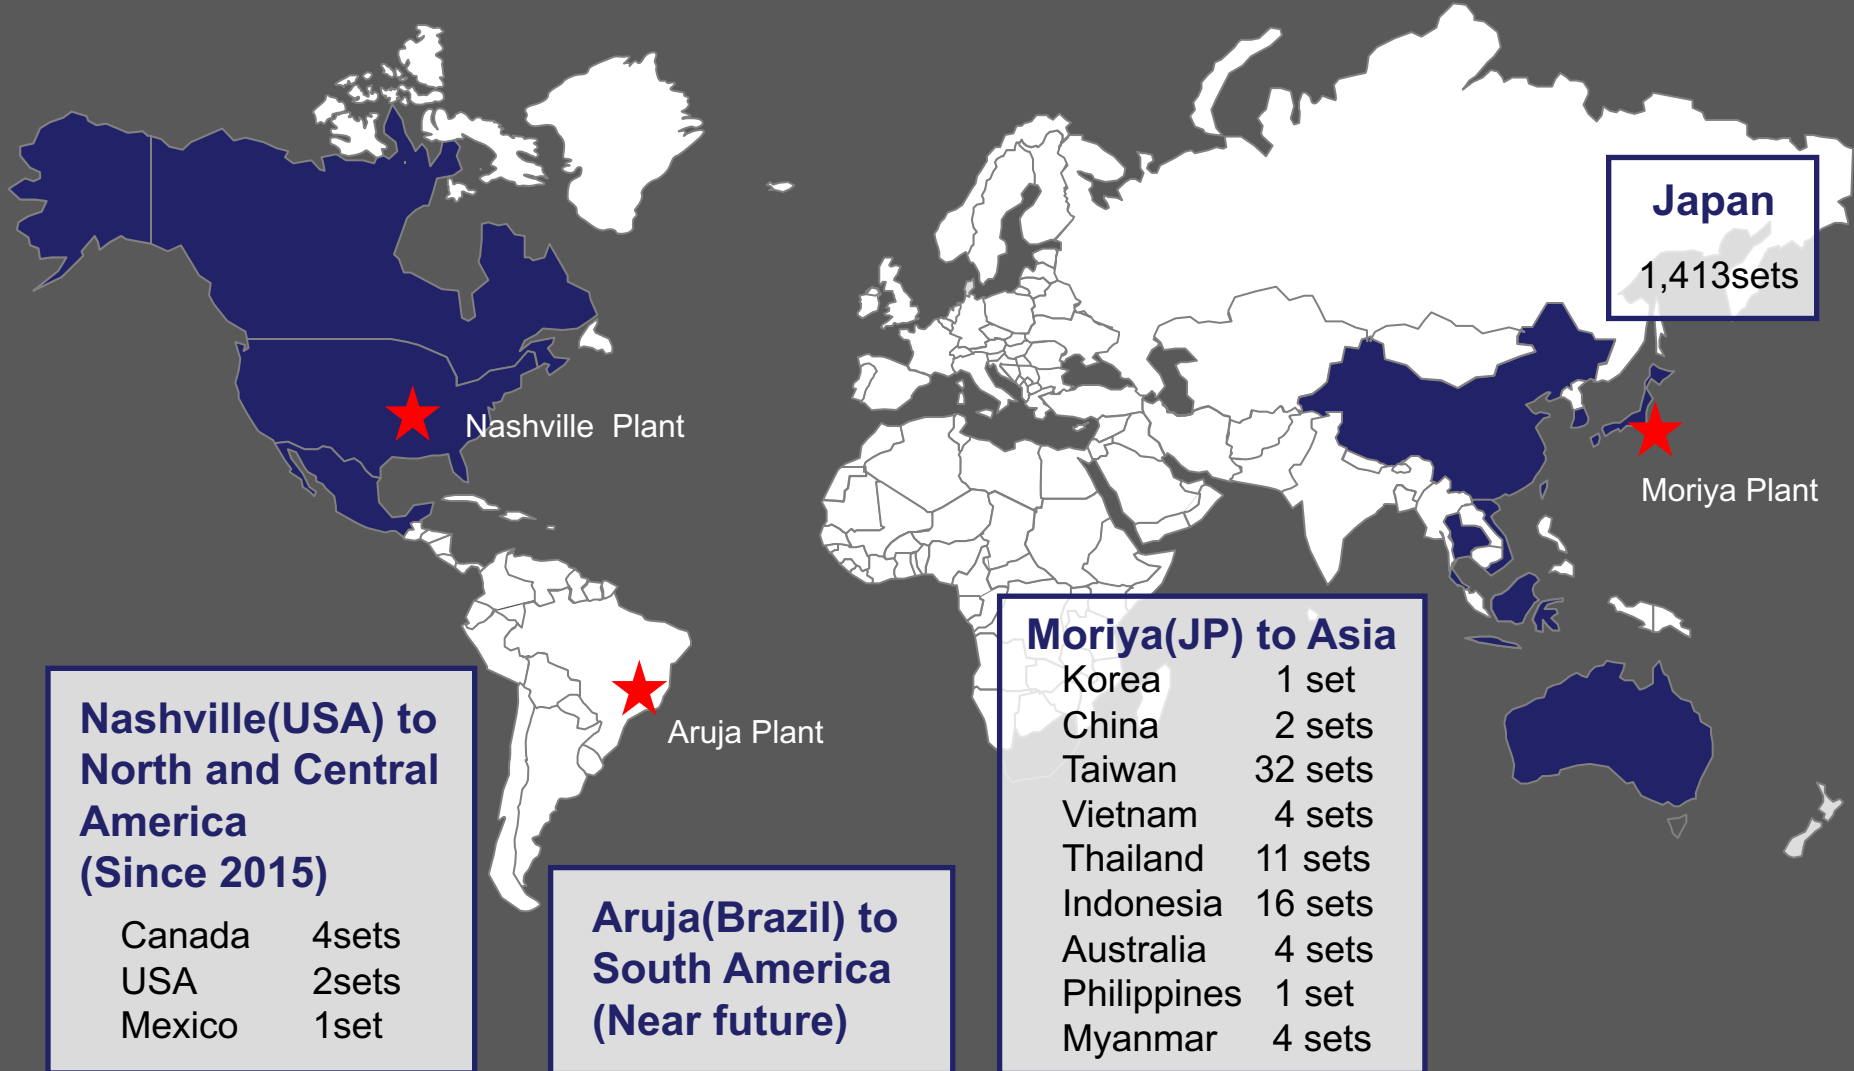 Japan
1,413sets
Nashville Plant
Moriya Plant
Aruja Plant
Nashville(USA) to
North and Central
America
(Since 2015)
Canada 4sets
USA 2sets
Mexico 1set
Aruja(Brazil) to
South America
(Near future)
Moriya(JP) to Asia
Korea 1 set
China 2 sets
Taiwan 32 sets
Vietnam 4 sets
Thailand 11 sets
Indonesia 16 sets
Australia 4 sets
Philippines 1 set
Myanmar 4 sets